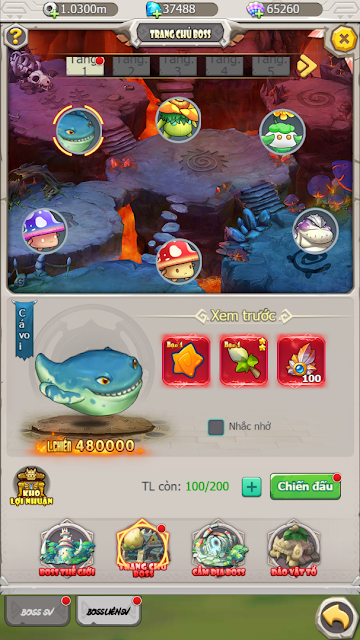 1.0300m 37488 65260
TRANG CHỦ BOSS
Tầng 1 Tầng 2 Tầng 3 Tầng 4 Tầng 5
Cá voi
Xem trước
100
L.CHIẾN 480000
Nhắc nhở
KHO LỢI NHUẬN
TL còn: 100/200
Chiến đấu
BOSS THẾ GIỚI
TRANG CHỦ BOSS
CẤM ĐỊA BOSS
ĐẢO VẬT TỔ
BOSS SV
BOSS LIÊN SV